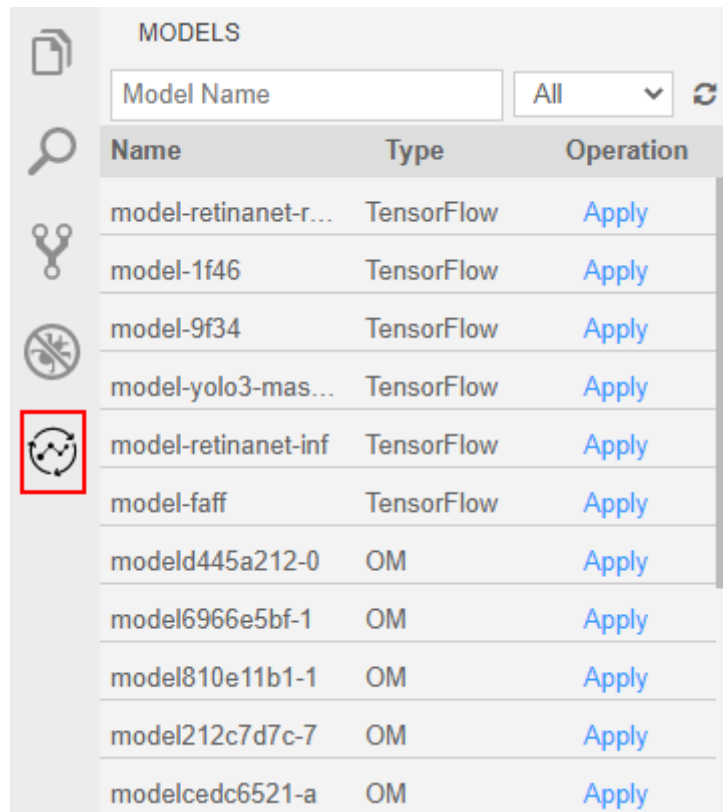 MODELS
Model Name All
Name Type Operation
model-retinanet-r... TensorFlow Apply
model-1f46 TensorFlow Apply
model-9f34 TensorFlow Apply
model-yolo3-mas... TensorFlow Apply
model-retinanet-inf TensorFlow Apply
model-faff TensorFlow Apply
modeld445a212-0 OM Apply
model6966e5bf-1 OM Apply
model810e11b1-1 OM Apply
model212c7d7c-7 OM Apply
modelcedc6521-a OM Apply